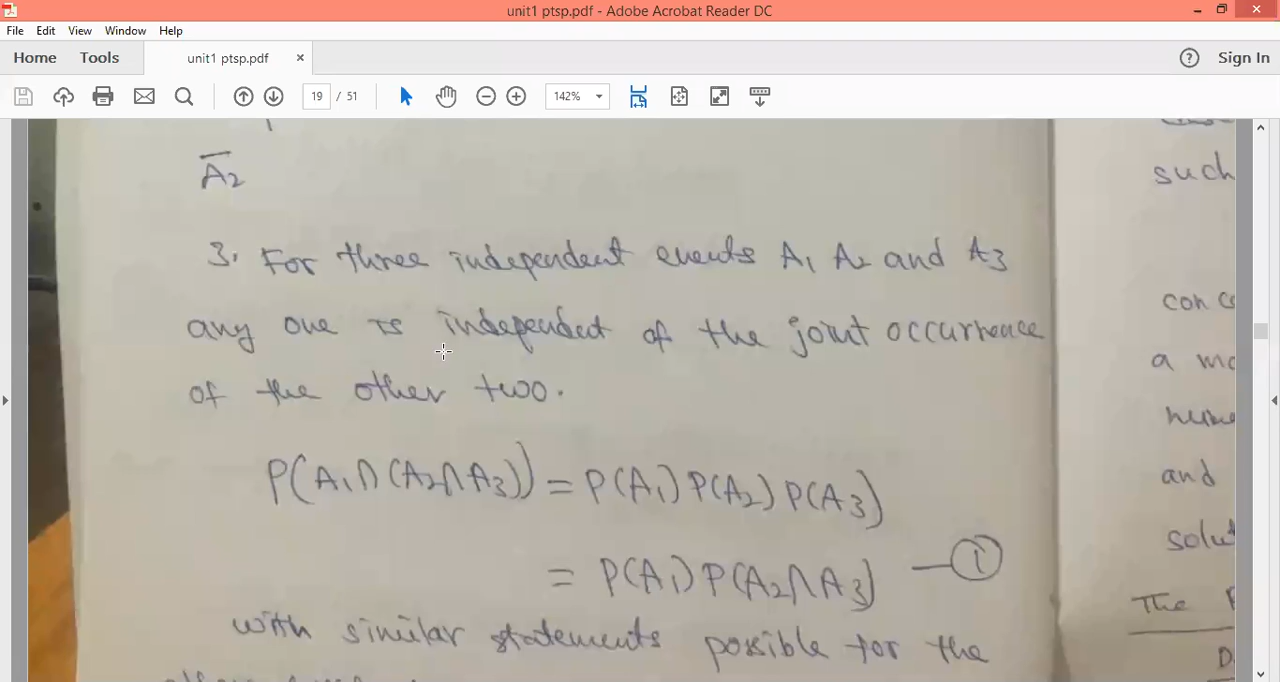 unit1 ptsp.pdf - Adobe Acrobat Reader DC
File Edit View Window Help
Home Tools unit1 ptsp.pdf × Sign In
19 / 51 142%
A̅2
such
3. For three independent events A1 A2 and A3
any one is independent of the joint occurrence
of the other two.
P(A1∩(A2∩A3)) = P(A1) P(A2) P(A3)
= P(A1) P(A2∩A3) — ①
with similar statements possible for the
a
and
The